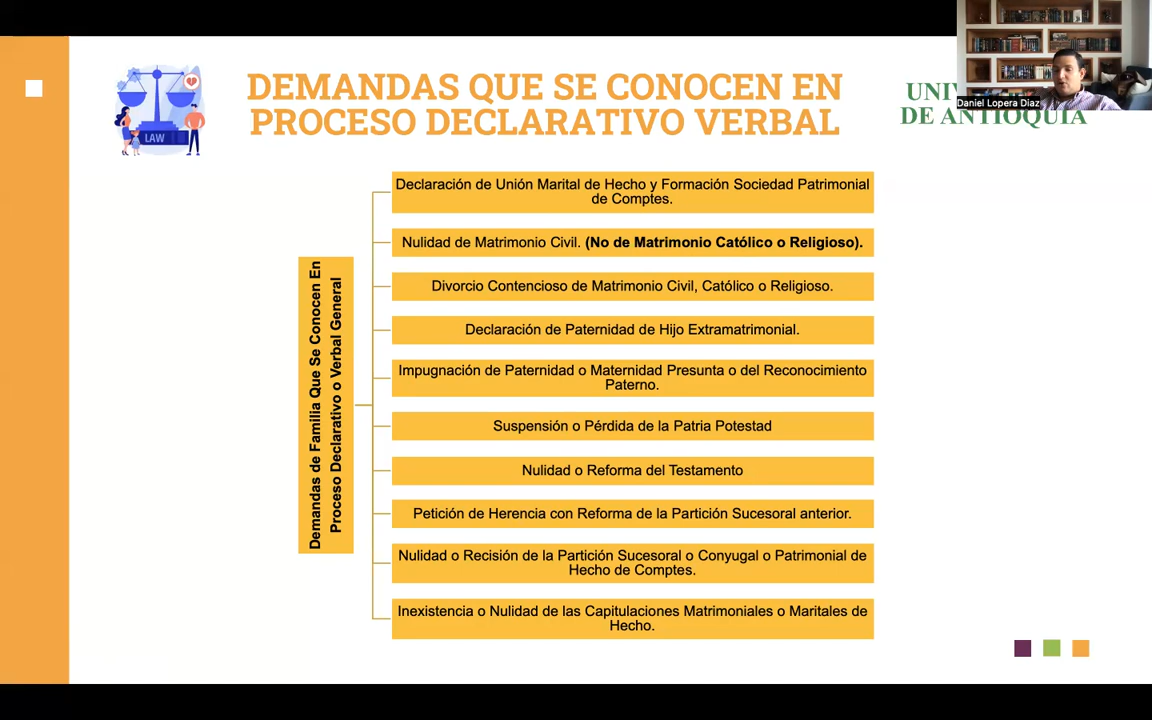 DEMANDAS QUE SE CONOCEN EN
PROCESO DECLARATIVO VERBAL
LAW
DE ANTIOQUIA
Daniel Lopera Diaz
Demandas de Familia Que Se Conocen En
Proceso Declarativo o Verbal General
Declaración de Unión Marital de Hecho y Formación Sociedad Patrimonial
de Comptes.
Nulidad de Matrimonio Civil. (No de Matrimonio Católico o Religioso).
Divorcio Contencioso de Matrimonio Civil, Católico o Religioso.
Declaración de Paternidad de Hijo Extramatrimonial.
Impugnación de Paternidad o Maternidad Presunta o del Reconocimiento
Paterno.
Suspensión o Pérdida de la Patria Potestad
Nulidad o Reforma del Testamento
Petición de Herencia con Reforma de la Partición Sucesoral anterior.
Nulidad o Recisión de la Partición Sucesoral o Conyugal o Patrimonial de
Hecho de Comptes.
Inexistencia o Nulidad de las Capitulaciones Matrimoniales o Maritales de
Hecho.